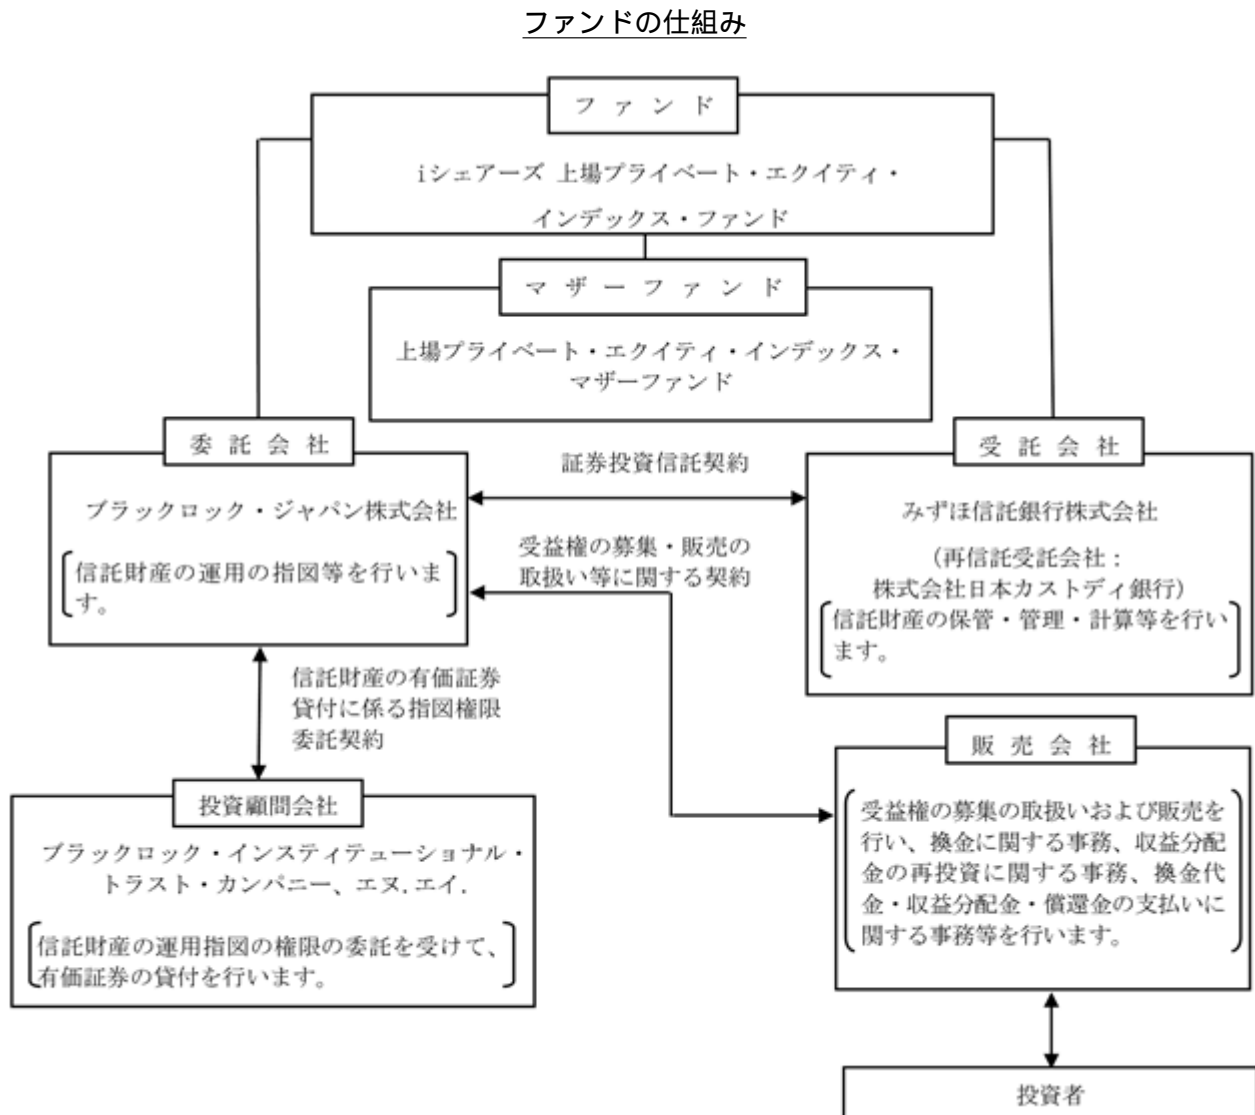 ファンドの仕組み
ファンド
iシェアーズ 上場プライベート・エクイティ・
インデックス・ファンド
マザーファンド
上場プライベート・エクイティ・インデックス・
マザーファンド
委託会社
ブラックロック・ジャパン株式会社
信託財産の運用の指図等を行いま
す。
証券投資信託契約
受益権の募集・販売の
取扱い等に関する契約
受託会社
みずほ信託銀行株式会社
(再信託受託会社：
株式会社日本カストディ銀行)
信託財産の保管・管理・計算等を行い
ます。
信託財産の有価証券
貸付に係る指図権限
委託契約
投資顧問会社
ブラックロック・インスティテューショナル・
トラスト・カンパニー、エヌ.エイ.
信託財産の運用指図の権限の委託を受けて、
有価証券の貸付を行います。
販売会社
受益権の募集の取扱いおよび販売を
行い、換金に関する事務、収益分配
金の再投資に関する事務、換金代
金・収益分配金・償還金の支払いに
関する事務等を行います。
投資者